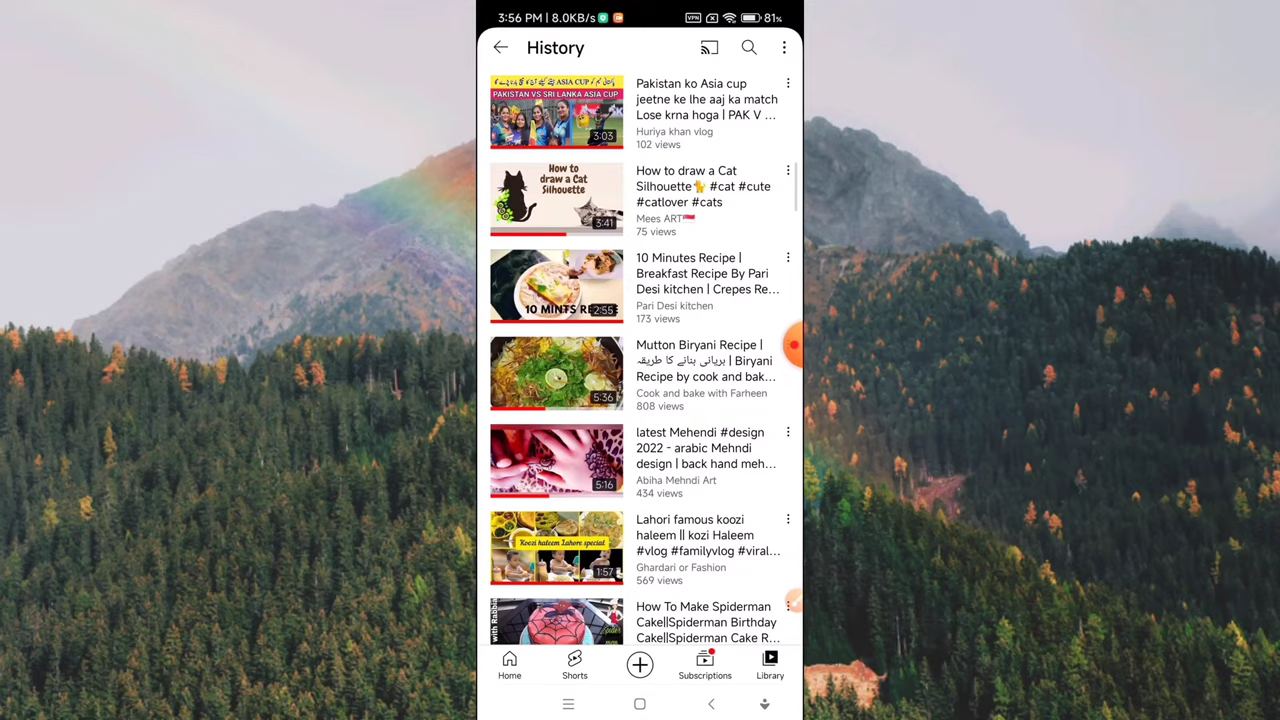 3:56 PM | 8.0KB/s
VPN
81%
History
ASIA CUP
PAKISTAN VS SRI LANKA ASIA CUP
3:03
Pakistan ko Asia cup
jeetne ke lhe aaj ka match
Lose krna hoga | PAK V ...
Huriya khan vlog
102 views
How to
draw a Cat
Silhouette
3:41
How to draw a Cat
Silhouette🐈 #cat #cute
#catlover #cats
Mees ART🇸🇬
75 views
10 MINTS
2:55
10 Minutes Recipe |
Breakfast Recipe By Pari
Desi kitchen | Crepes Re...
Pari Desi kitchen
173 views
5:36
Mutton Biryani Recipe |
بریانی بنانے کا طریقہ | Biryani
Recipe by cook and bak...
Cook and bake with Farheen
808 views
5:16
latest Mehendi #design
2022 - arabic Mehndi
design | back hand meh...
Abiha Mehndi Art
434 views
Koozi haleem Lahore special
1:57
Lahori famous koozi
haleem || kozi Haleem
#vlog #familyvlog #viral...
Ghardari or Fashion
569 views
with Rabbia
How To Make Spiderman
Cake||Spiderman Birthday
Cake||Spiderman Cake R...
Home
Shorts
Subscriptions
Library